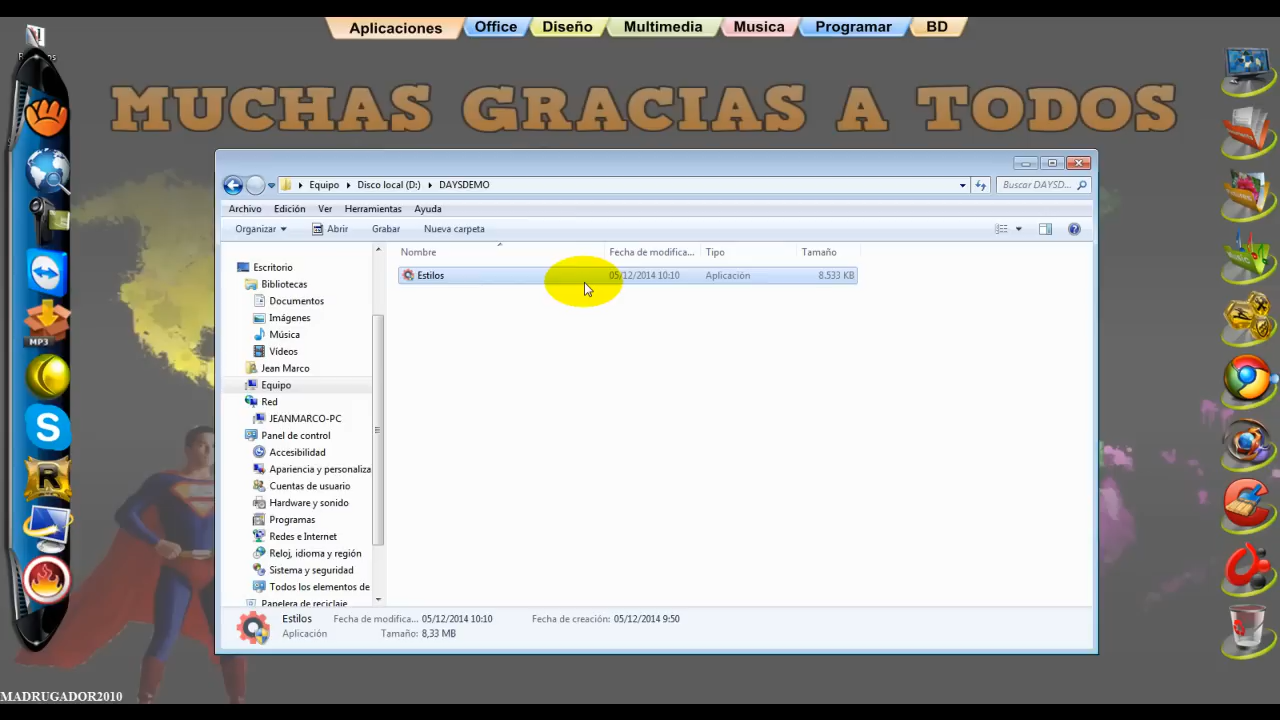 Aplicaciones Office Diseño Multimedia Musica Programar BD
MUCHAS GRACIAS A TODOS
Equipo Disco local (D:) DAYSDEMO Buscar DAYSD...
Archivo Edición Ver Herramientas Ayuda
Organizar Abrir Grabar Nueva carpeta
Nombre Fecha de modifica... Tipo Tamaño
Estilos 05/12/2014 10:10 Aplicación 8.533 KB
Escritorio
Bibliotecas
Documentos
Imágenes
Música
Vídeos
Jean Marco
Equipo
Red
JEANMARCO-PC
Panel de control
Accesibilidad
Apariencia y personaliza
Cuentas de usuario
Hardware y sonido
Programas
Redes e Internet
Reloj, idioma y región
Sistema y seguridad
Todos los elementos de
Papelera de reciclaje
Estilos Fecha de modifica... 05/12/2014 10:10 Fecha de creación: 05/12/2014 9:50
Aplicación Tamaño: 8,33 MB
MP3
S
R
MADRUGADOR2010